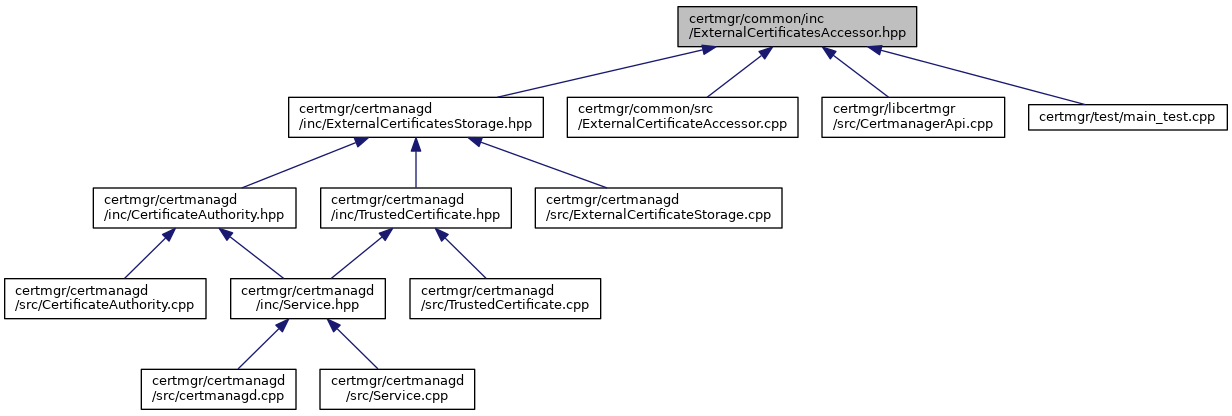 certmgr/common/inc
/ExternalCertificatesAccessor.hpp
certmgr/certmanagd
/inc/ExternalCertificatesStorage.hpp
certmgr/common/src
/ExternalCertificateAccessor.cpp
certmgr/libcertmgr
/src/CertmanagerApi.cpp
certmgr/test/main_test.cpp
certmgr/certmanagd
/inc/CertificateAuthority.hpp
certmgr/certmanagd
/inc/TrustedCertificate.hpp
certmgr/certmanagd
/src/ExternalCertificateStorage.cpp
certmgr/certmanagd
/src/CertificateAuthority.cpp
certmgr/certmanagd
/inc/Service.hpp
certmgr/certmanagd
/src/TrustedCertificate.cpp
certmgr/certmanagd
/src/certmanagd.cpp
certmgr/certmanagd
/src/Service.cpp